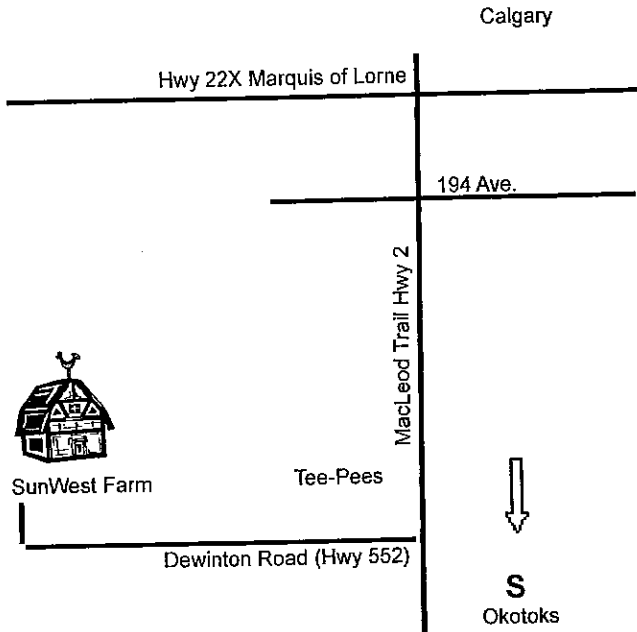 Calgary
Hwy 22X Marquis of Lorne
194 Ave.
MacLeod Trail Hwy 2
SunWest Farm
Tee-Pees
Dewinton Road (Hwy 552)
S
Okotoks